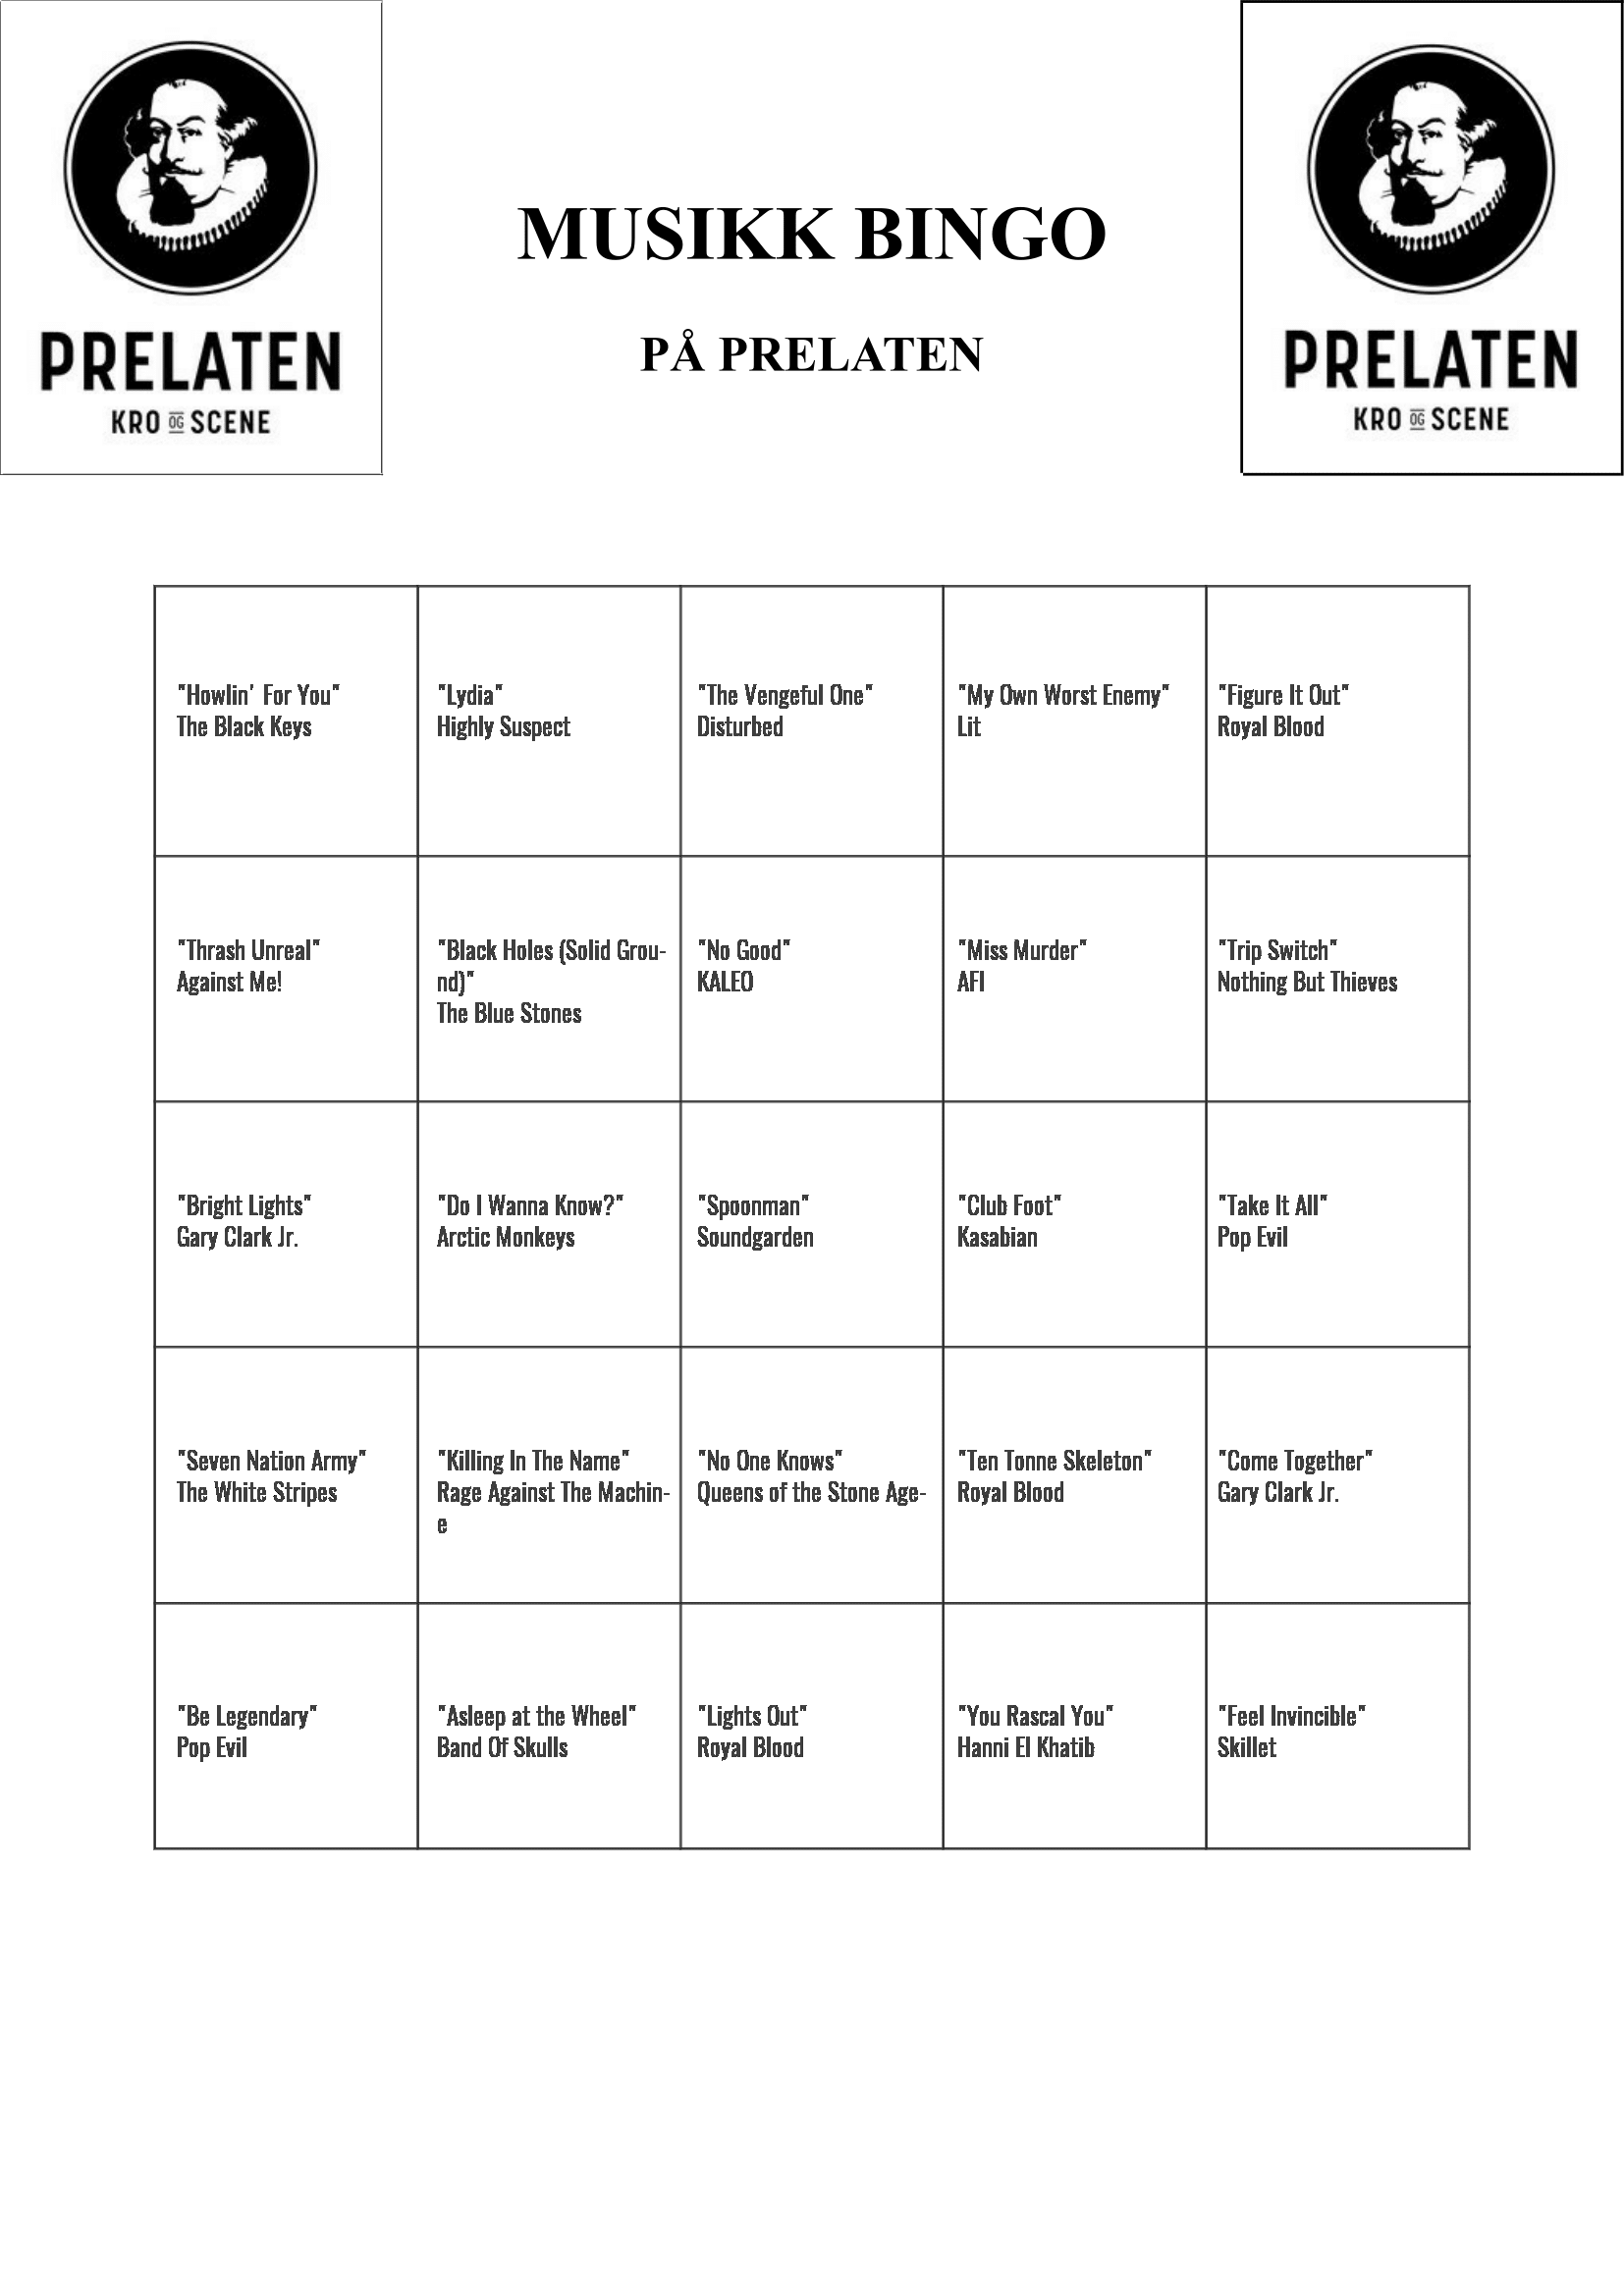 PRELATEN
KRO OG SCENE
MUSIKK BINGO
PÅ PRELATEN
PRELATEN
KRO OG SCENE
"Howlin' For You"
The Black Keys
"Lydia"
Highly Suspect
"The Vengeful One"
Disturbed
"My Own Worst Enemy"
Lit
"Figure It Out"
Royal Blood
"Thrash Unreal"
Against Me!
"Black Holes (Solid Grou-
nd)"
The Blue Stones
"No Good"
KALEO
"Miss Murder"
AFI
"Trip Switch"
Nothing But Thieves
"Bright Lights"
Gary Clark Jr.
"Do I Wanna Know?"
Arctic Monkeys
"Spoonman"
Soundgarden
"Club Foot"
Kasabian
"Take It All"
Pop Evil
"Seven Nation Army"
The White Stripes
"Killing In The Name"
Rage Against The Machin-
e
"No One Knows"
Queens of the Stone Age-
"Ten Tonne Skeleton"
Royal Blood
"Come Together"
Gary Clark Jr.
"Be Legendary"
Pop Evil
"Asleep at the Wheel"
Band Of Skulls
"Lights Out"
Royal Blood
"You Rascal You"
Hanni El Khatib
"Feel Invincible"
Skillet